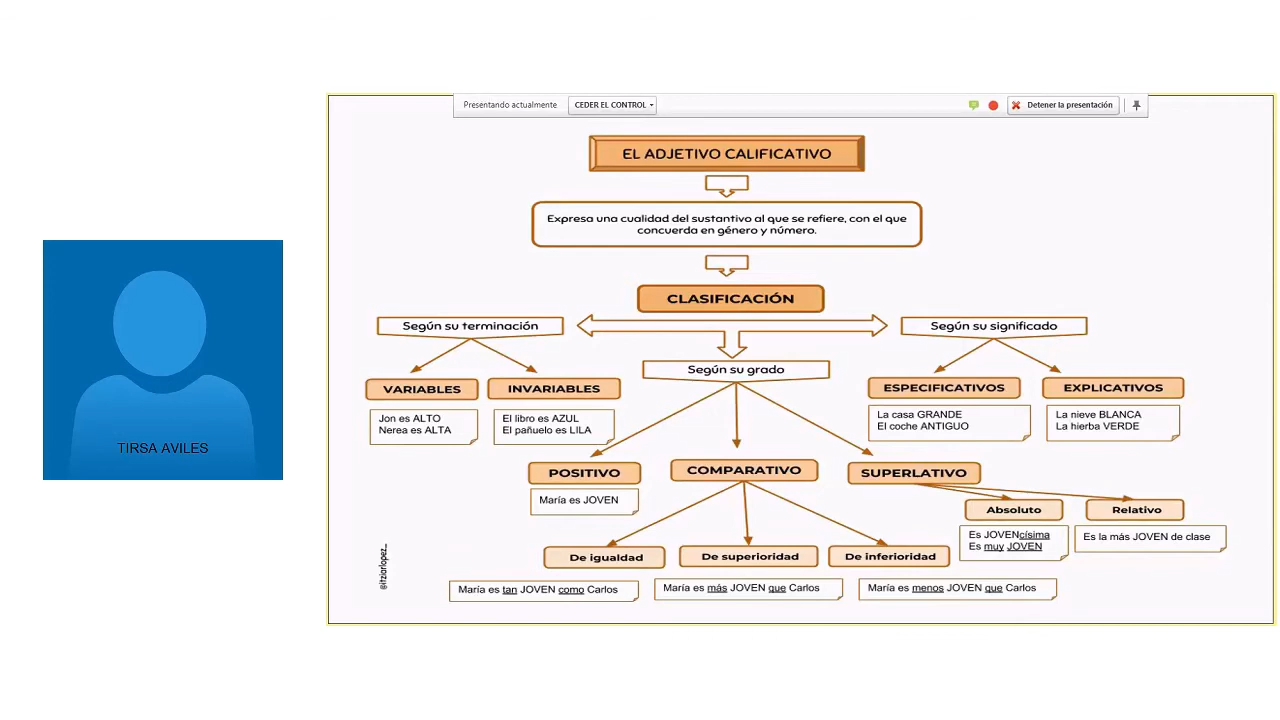 Presentando actualmente
CEDER EL CONTROL
Detener la presentación
EL ADJETIVO CALIFICATIVO
Expresa una cualidad del sustantivo al que se refiere, con el que
concuerda en género y número.
CLASIFICACIÓN
Según su terminación
VARIABLES
Jon es ALTO
Nerea es ALTA
INVARIABLES
El libro es AZUL
El pañuelo es LILA
Según su grado
POSITIVO
María es JOVEN
COMPARATIVO
De igualdad
María es tan JOVEN como Carlos
De superioridad
María es más JOVEN que Carlos
De inferioridad
María es menos JOVEN que Carlos
SUPERLATIVO
Absoluto
Es JOVENcísima
Es muy JOVEN
Relativo
Es la más JOVEN de clase
Según su significado
ESPECIFICATIVOS
La casa GRANDE
El coche ANTIGUO
EXPLICATIVOS
La nieve BLANCA
La hierba VERDE
@itziarlopez_
TIRSA AVILES